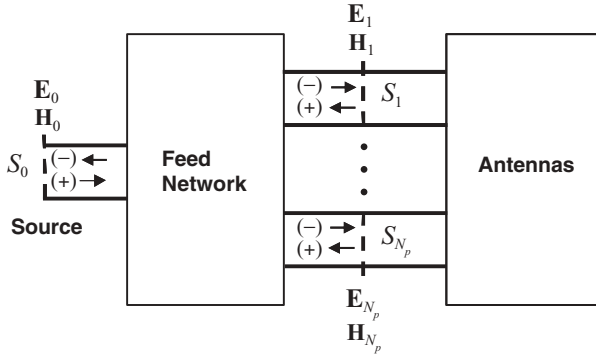 E₁
H₁
E₀
H₀
S₀
(−)
(+)
Source
Feed
Network
(−)
(+)
S₁
(−)
(+)
S_{N_p}
E_{N_p}
H_{N_p}
Antennas